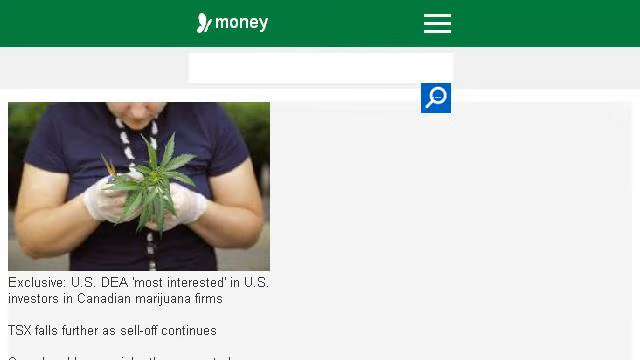 money
Exclusive: U.S. DEA 'most interested' in U.S.
investors in Canadian marijuana firms
TSX falls further as sell-off continues